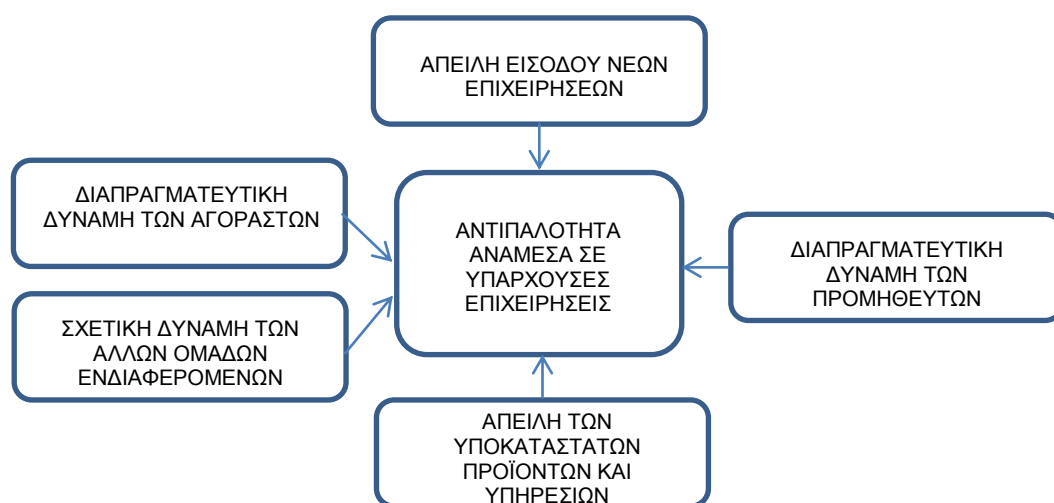 ΑΠΕΙΛΗ ΕΙΣΟΔΟΥ ΝΕΩΝ
ΕΠΙΧΕΙΡΗΣΕΩΝ
ΔΙΑΠΡΑΓΜΑΤΕΥΤΙΚΗ
ΔΥΝΑΜΗ ΤΩΝ ΑΓΟΡΑΣΤΩΝ
ΑΝΤΙΠΑΛΟΤΗΤΑ
ΑΝΑΜΕΣΑ ΣΕ
ΥΠΑΡΧΟΥΣΕΣ
ΕΠΙΧΕΙΡΗΣΕΙΣ
ΔΙΑΠΡΑΓΜΑΤΕΥΤΙΚΗ
ΔΥΝΑΜΗ ΤΩΝ
ΠΡΟΜΗΘΕΥΤΩΝ
ΣΧΕΤΙΚΗ ΔΥΝΑΜΗ ΤΩΝ
ΑΛΛΩΝ ΟΜΑΔΩΝ
ΕΝΔΙΑΦΕΡΟΜΕΝΩΝ
ΑΠΕΙΛΗ ΤΩΝ
ΥΠΟΚΑΤΑΣΤΑΤΩΝ
ΠΡΟΪΟΝΤΩΝ ΚΑΙ
ΥΠΗΡΕΣΙΩΝ